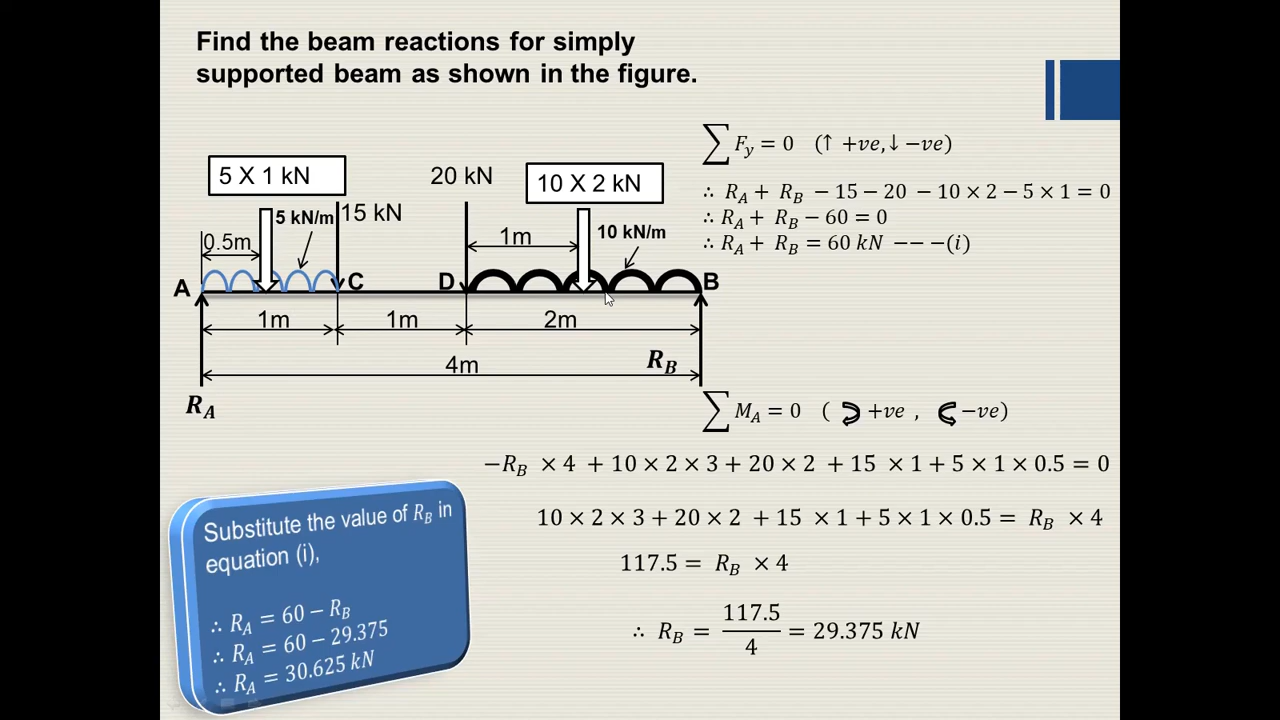 Find the beam reactions for simply
supported beam as shown in the figure.
∑ F_y = 0 (↑ +ve, ↓ −ve)
∴ R_A + R_B − 15 − 20 − 10 × 2 − 5 × 1 = 0
∴ R_A + R_B − 60 = 0
∴ R_A + R_B = 60 kN −− −(i)
5 X 1 kN
20 kN
10 X 2 kN
5 kN/m
15 kN
10 kN/m
0.5m
1m
A
C
D
B
1m
1m
2m
4m
R_B
R_A
∑ M_A = 0 ( +ve , −ve)
−R_B × 4 + 10 × 2 × 3 + 20 × 2 + 15 × 1 + 5 × 1 × 0.5 = 0
10 × 2 × 3 + 20 × 2 + 15 × 1 + 5 × 1 × 0.5 = R_B × 4
117.5 = R_B × 4
∴ R_B = 117.5/4 = 29.375 kN
Substitute the value of R_B in
equation (i),
∴ R_A = 60 − R_B
∴ R_A = 60 − 29.375
∴ R_A = 30.625 kN